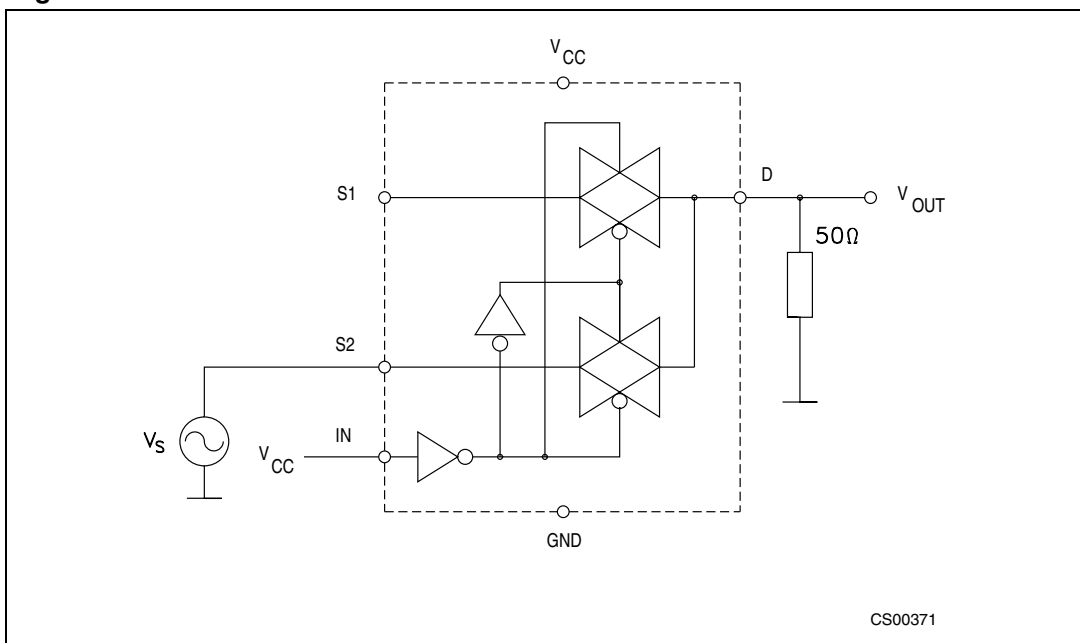 V CC
S1
D
V OUT
50Ω
S2
IN
V S
V CC
GND
CS00371